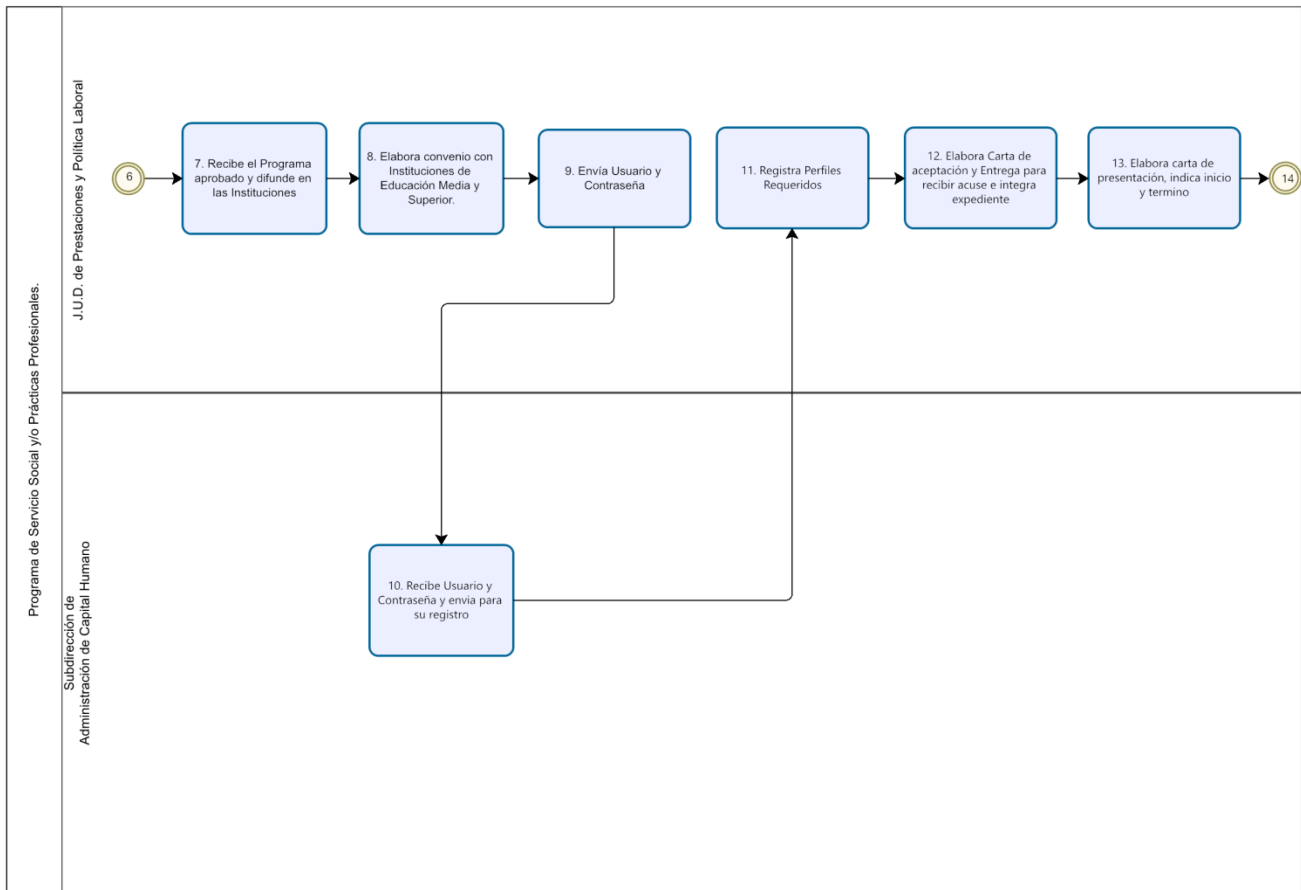 Programa de Servicio Social y/o Prácticas Profesionales.
J.U.D. de Prestaciones y Política Laboral
6
7. Recibe el Programa
aprobado y difunde en
las Instituciones
8. Elabora convenio con
Instituciones de
Educación Media y
Superior.
9. Envía Usuario y
Contraseña
11. Registra Perfiles
Requeridos
12. Elabora Carta de
aceptación y Entrega para
recibir acuse e integra
expediente
13. Elabora carta de
presentación, indica inicio
y termino
14
Subdirección de
Administración de Capital Humano
10. Recibe Usuario y
Contraseña y envia para
su registro